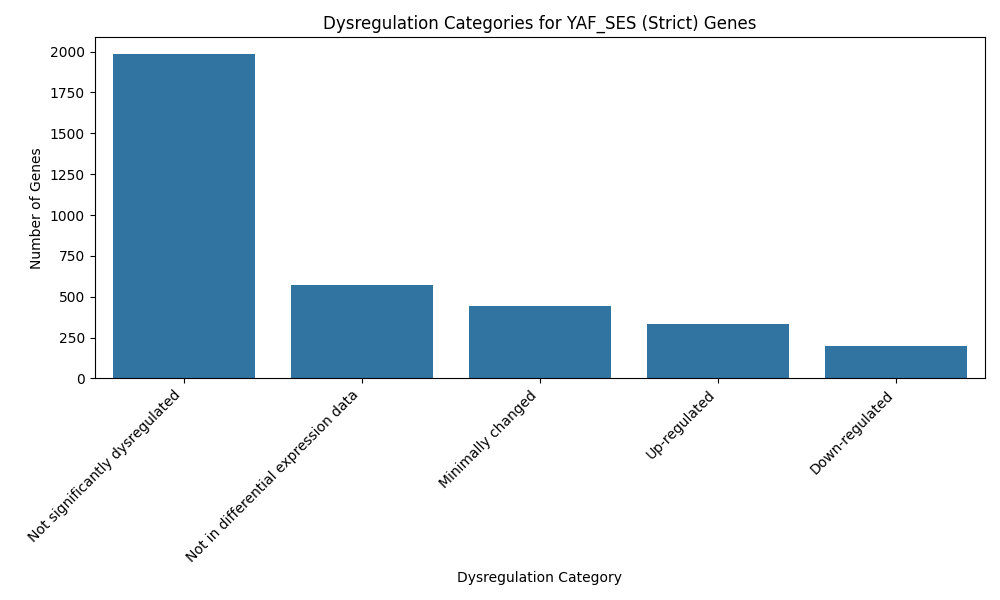 Dysregulation Categories for YAF_SES (Strict) Genes
Number of Genes
2000
1750
1500
1250
1000
750
500
250
0
Not significantly dysregulated
Not in differential expression data
Minimally changed
Up-regulated
Down-regulated
Dysregulation Category